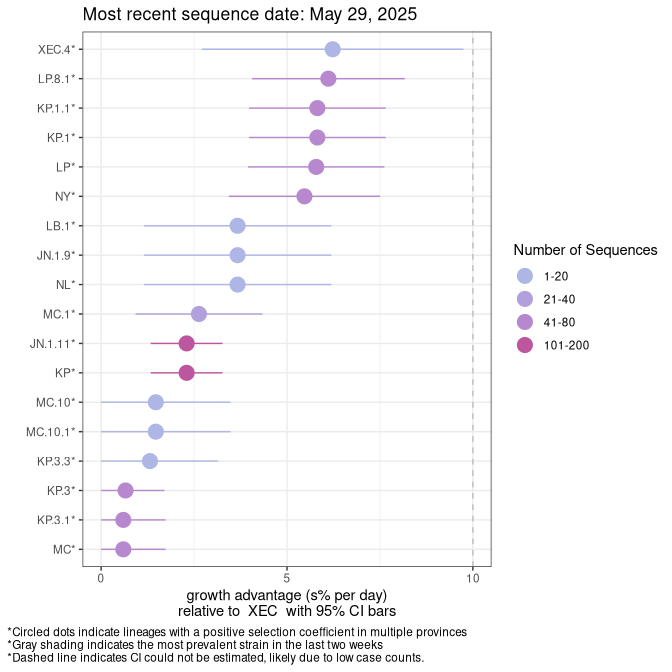 Most recent sequence date: May 29, 2025
XEC.4*
LP.8.1*
KP.1.1*
KP.1*
LP*
NY*
LB.1*
JN.1.9*
NL*
MC.1*
JN.1.11*
KP*
MC.10*
MC.10.1*
KP.3.3*
KP.3*
KP.3.1*
MC*
0 5 10
growth advantage (s% per day)
relative to XEC with 95% CI bars
Number of Sequences
1-20
21-40
41-80
101-200
*Circled dots indicate lineages with a positive selection coefficient in multiple provinces
*Gray shading indicates the most prevalent strain in the last two weeks
*Dashed line indicates CI could not be estimated, likely due to low case counts.